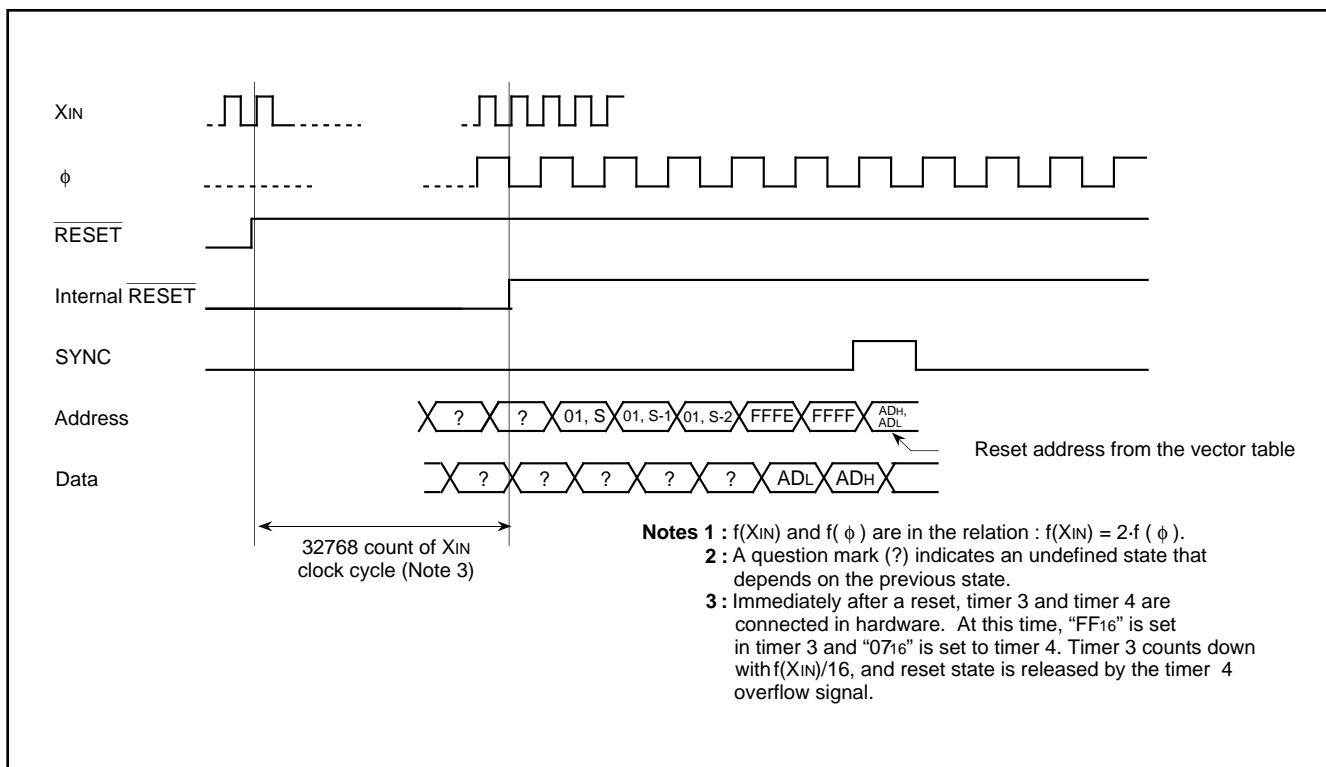 XIN
ϕ
RESET
Internal RESET
SYNC
Address
? ? 01, S 01, S-1 01, S-2 FFFE FFFF ADH, ADL
Reset address from the vector table
Data
? ? ? ? ? ADL ADH
32768 count of XIN
clock cycle (Note 3)
Notes 1 : f(XIN) and f( ϕ ) are in the relation : f(XIN) = 2·f ( ϕ ).
2 : A question mark (?) indicates an undefined state that
depends on the previous state.
3 : Immediately after a reset, timer 3 and timer 4 are
connected in hardware. At this time, “FF16” is set
in timer 3 and “0716” is set to timer 4. Timer 3 counts down
with f(XIN)/16, and reset state is released by the timer 4
overflow signal.